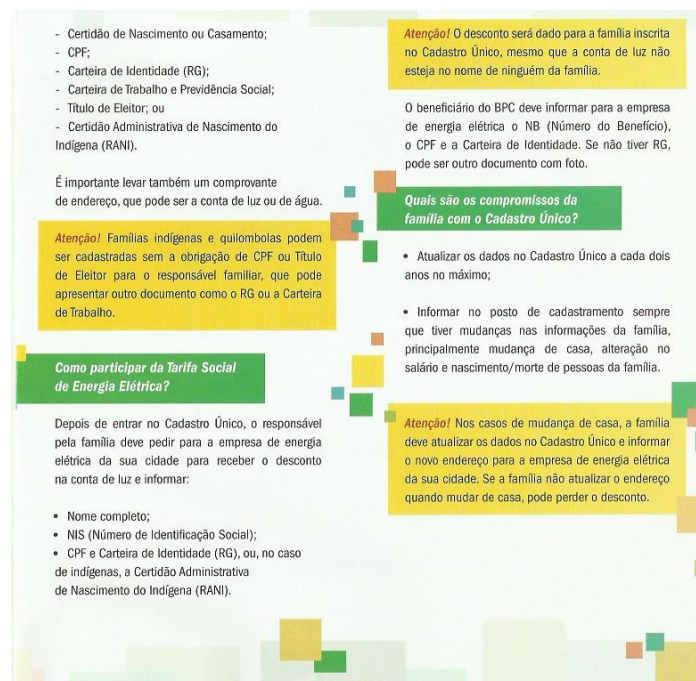 - Certidão de Nascimento ou Casamento;
- CPF;
- Carteira de Identidade (RG);
- Carteira de Trabalho e Previdência Social;
- Título de Eleitor; ou
- Certidão Administrativa de Nascimento do
Indígena (RANI).
É importante levar também um comprovante
de endereço, que pode ser a conta de luz ou de água.
Atenção! Famílias indígenas e quilombolas podem
ser cadastradas sem a obrigação de CPF ou Título
de Eleitor para o responsável familiar, que pode
apresentar outro documento como o RG ou a Carteira
de Trabalho.
Como participar da Tarifa Social
de Energia Elétrica?
Depois de entrar no Cadastro Único, o responsável
pela família deve pedir para a empresa de energia
elétrica da sua cidade para receber o desconto
na conta de luz e informar:
• Nome completo;
• NIS (Número de Identificação Social);
• CPF e Carteira de Identidade (RG), ou, no caso
de indígenas, a Certidão Administrativa
de Nascimento do Indígena (RANI).
Atenção! O desconto será dado para a família inscrita
no Cadastro Único, mesmo que a conta de luz não
esteja no nome de ninguém da família.
O beneficiário do BPC deve informar para a empresa
de energia elétrica o NB (Número do Benefício),
o CPF e a Carteira de Identidade. Se não tiver RG,
pode ser outro documento com foto.
Quais são os compromissos da
família com o Cadastro Único?
• Atualizar os dados no Cadastro Único a cada dois
anos no máximo;
• Informar no posto de cadastramento sempre
que tiver mudanças nas informações da família,
principalmente mudança de casa, alteração no
salário e nascimento/morte de pessoas da família.
Atenção! Nos casos de mudança de casa, a família
deve atualizar os dados no Cadastro Único e informar
o novo endereço para a empresa de energia elétrica
da sua cidade. Se a família não atualizar o endereço
quando mudar de casa, pode perder o desconto.